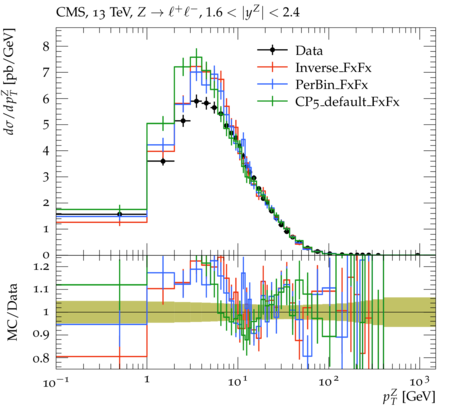 CMS, 13 TeV, Z → ℓ⁺ℓ⁻, 1.6 < |y^Z| < 2.4
dσ/dp_T^Z [pb/GeV]
8
7
6
5
4
3
2
1
0
Data
Inverse_FxFx
PerBin_FxFx
CP5_default_FxFx
MC/Data
1.2
1.1
1
0.9
0.8
10⁻¹
1
10¹
10²
10³
p_T^Z [GeV]